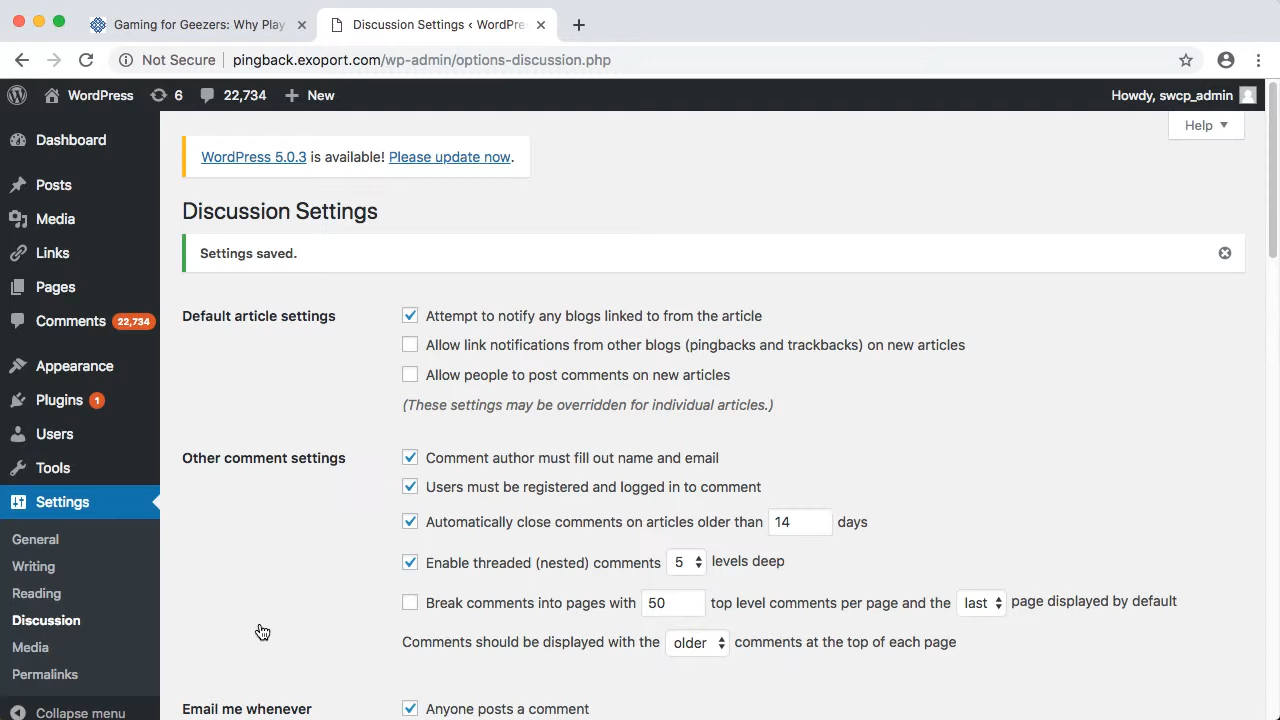 Gaming for Geezers: Why Play
Discussion Settings ‹ WordPre
Not Secure pingback.exoport.com/wp-admin/options-discussion.php
WordPress 6 22,734 New Howdy, swcp_admin
Help
Dashboard
Posts
Media
Links
Pages
Comments 22,734
Appearance
Plugins 1
Users
Tools
Settings
General
Writing
Reading
Discussion
Media
Permalinks
Collapse menu
WordPress 5.0.3 is available! Please update now.
Discussion Settings
Settings saved.
Default article settings
Attempt to notify any blogs linked to from the article
Allow link notifications from other blogs (pingbacks and trackbacks) on new articles
Allow people to post comments on new articles
(These settings may be overridden for individual articles.)
Other comment settings
Comment author must fill out name and email
Users must be registered and logged in to comment
Automatically close comments on articles older than 14 days
Enable threaded (nested) comments 5 levels deep
Break comments into pages with 50 top level comments per page and the last page displayed by default
Comments should be displayed with the older comments at the top of each page
Email me whenever
Anyone posts a comment